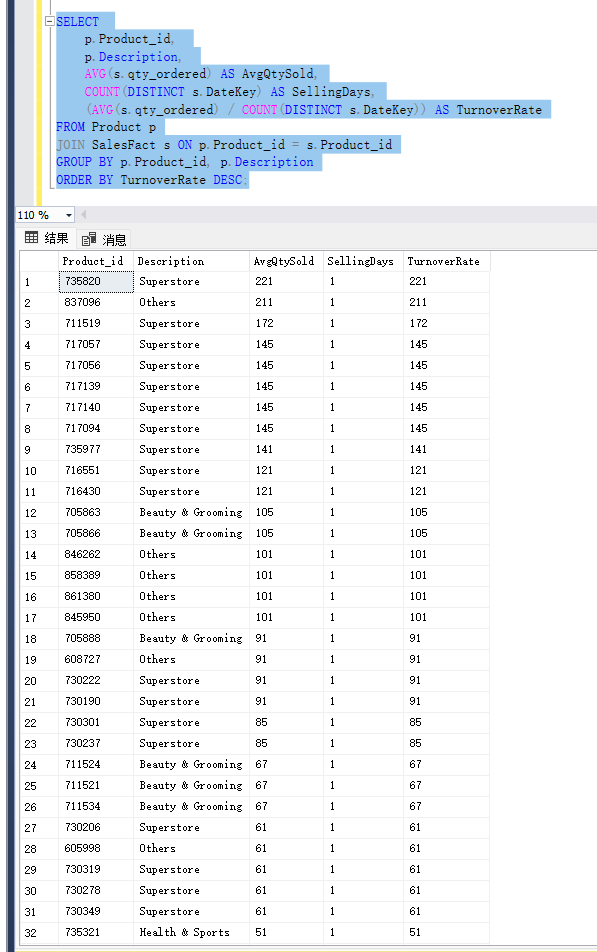 SELECT
p.Product_id,
p.Description,
AVG(s.qty_ordered) AS AvgQtySold,
COUNT(DISTINCT s.DateKey) AS SellingDays,
(AVG(s.qty_ordered) / COUNT(DISTINCT s.DateKey)) AS TurnoverRate
FROM Product p
JOIN SalesFact s ON p.Product_id = s.Product_id
GROUP BY p.Product_id, p.Description
ORDER BY TurnoverRate DESC;
110 %
结果 消息
Product_id Description AvgQtySold SellingDays TurnoverRate
1 735820 Superstore 221 1 221
2 837096 Others 211 1 211
3 711519 Superstore 172 1 172
4 717057 Superstore 145 1 145
5 717056 Superstore 145 1 145
6 717139 Superstore 145 1 145
7 717140 Superstore 145 1 145
8 717094 Superstore 145 1 145
9 735977 Superstore 141 1 141
10 716551 Superstore 121 1 121
11 716430 Superstore 121 1 121
12 705863 Beauty & Grooming 105 1 105
13 705866 Beauty & Grooming 105 1 105
14 846262 Others 101 1 101
15 858389 Others 101 1 101
16 861380 Others 101 1 101
17 845950 Others 101 1 101
18 705888 Beauty & Grooming 91 1 91
19 608727 Others 91 1 91
20 730222 Superstore 91 1 91
21 730190 Superstore 91 1 91
22 730301 Superstore 85 1 85
23 730237 Superstore 85 1 85
24 711524 Beauty & Grooming 67 1 67
25 711521 Beauty & Grooming 67 1 67
26 711534 Beauty & Grooming 67 1 67
27 730206 Superstore 61 1 61
28 605998 Others 61 1 61
29 730319 Superstore 61 1 61
30 730278 Superstore 61 1 61
31 730349 Superstore 61 1 61
32 735321 Health & Sports 51 1 51